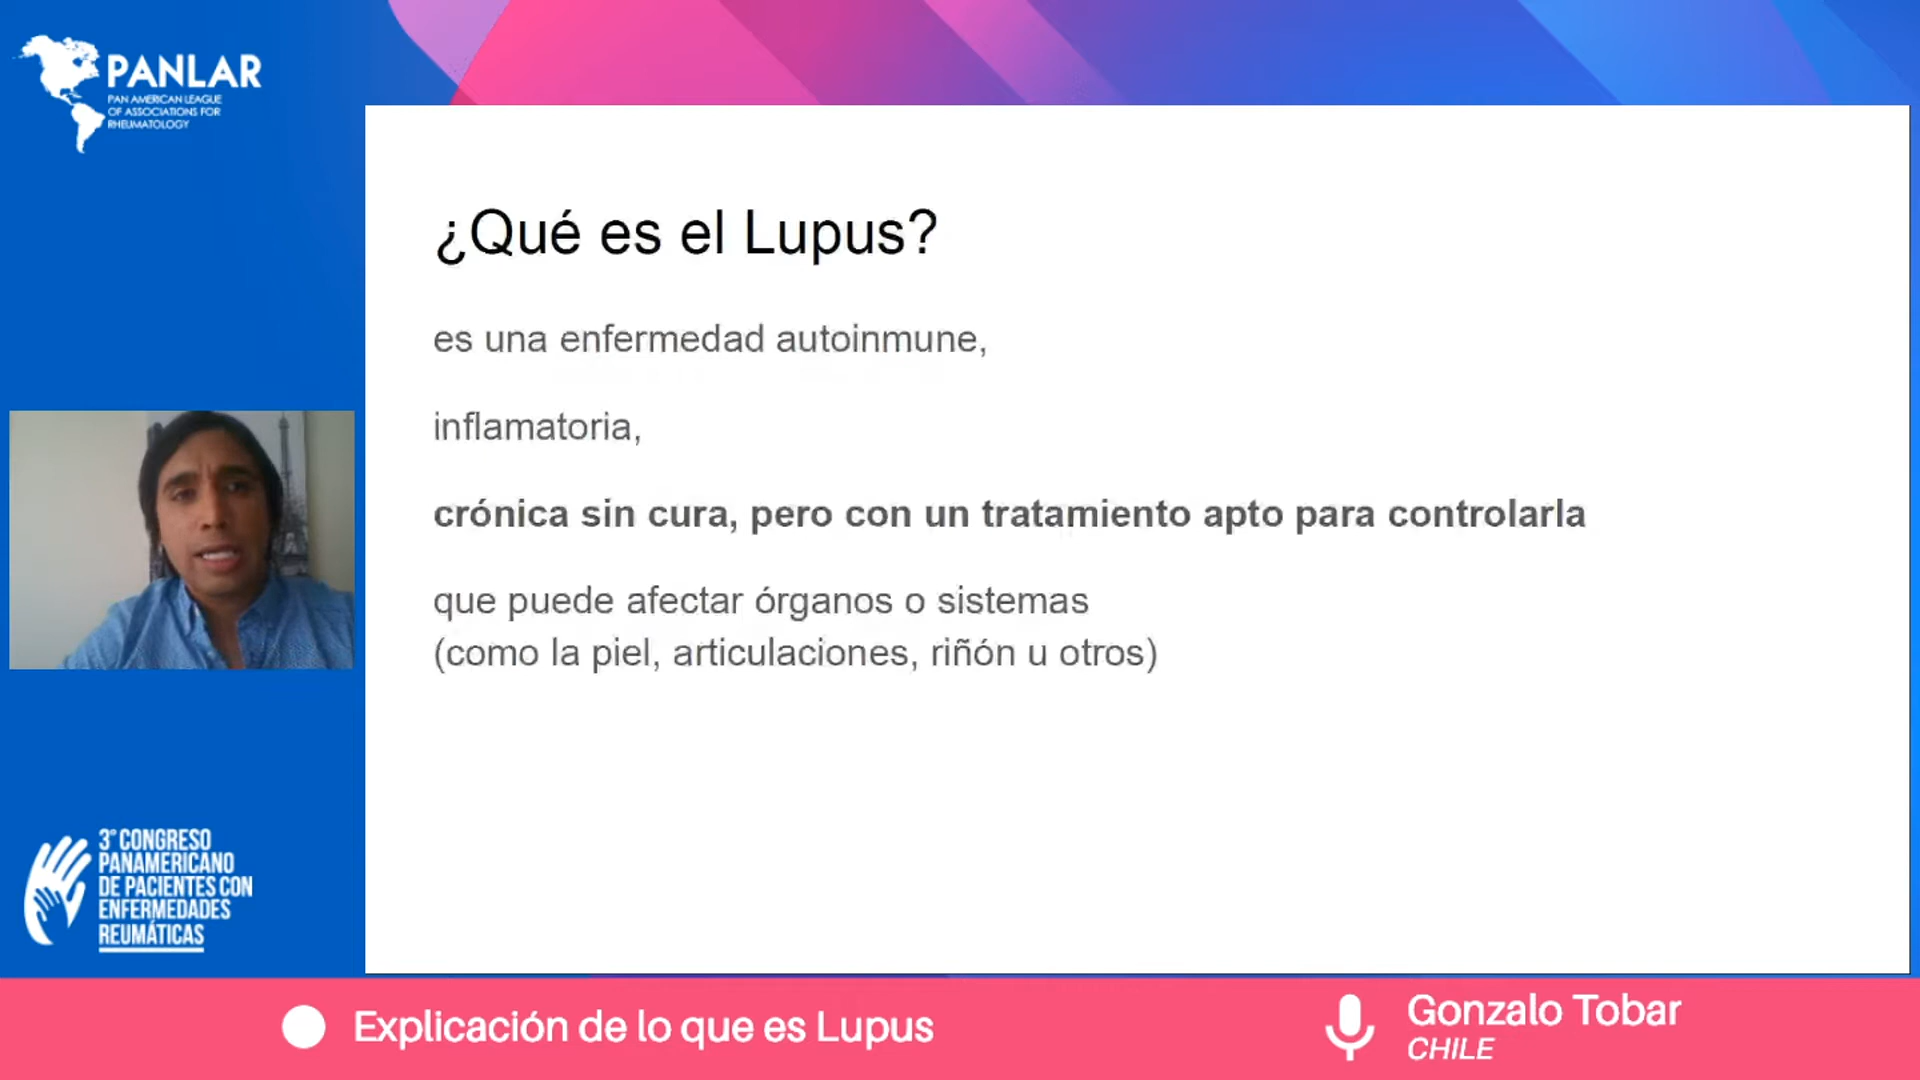 PANLAR
PAN AMERICAN LEAGUE
OF ASSOCIATIONS FOR
RHEUMATOLOGY
¿Qué es el Lupus?
es una enfermedad autoinmune,
inflamatoria,
crónica sin cura, pero con un tratamiento apto para controlarla
que puede afectar órganos o sistemas
(como la piel, articulaciones, riñón u otros)
3° CONGRESO
PANAMERICANO
DE PACIENTES CON
ENFERMEDADES
REUMÁTICAS
Explicación de lo que es Lupus
Gonzalo Tobar
CHILE